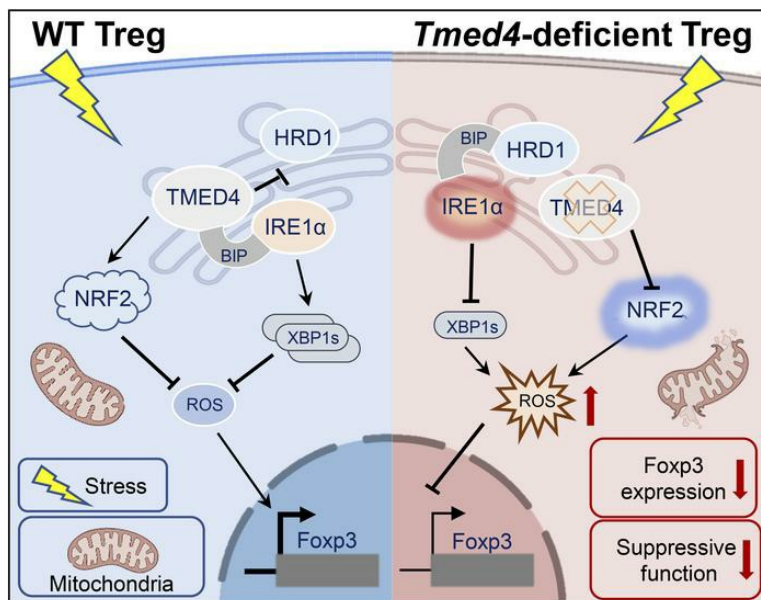 WT Treg
Tmed4-deficient Treg
HRD1
TMED4
IRE1α
BIP
NRF2
XBP1s
ROS
Stress
Mitochondria
Foxp3
BIP
HRD1
IRE1α
TMED4
XBP1s
NRF2
ROS
Foxp3
Foxp3
expression
Suppressive
function